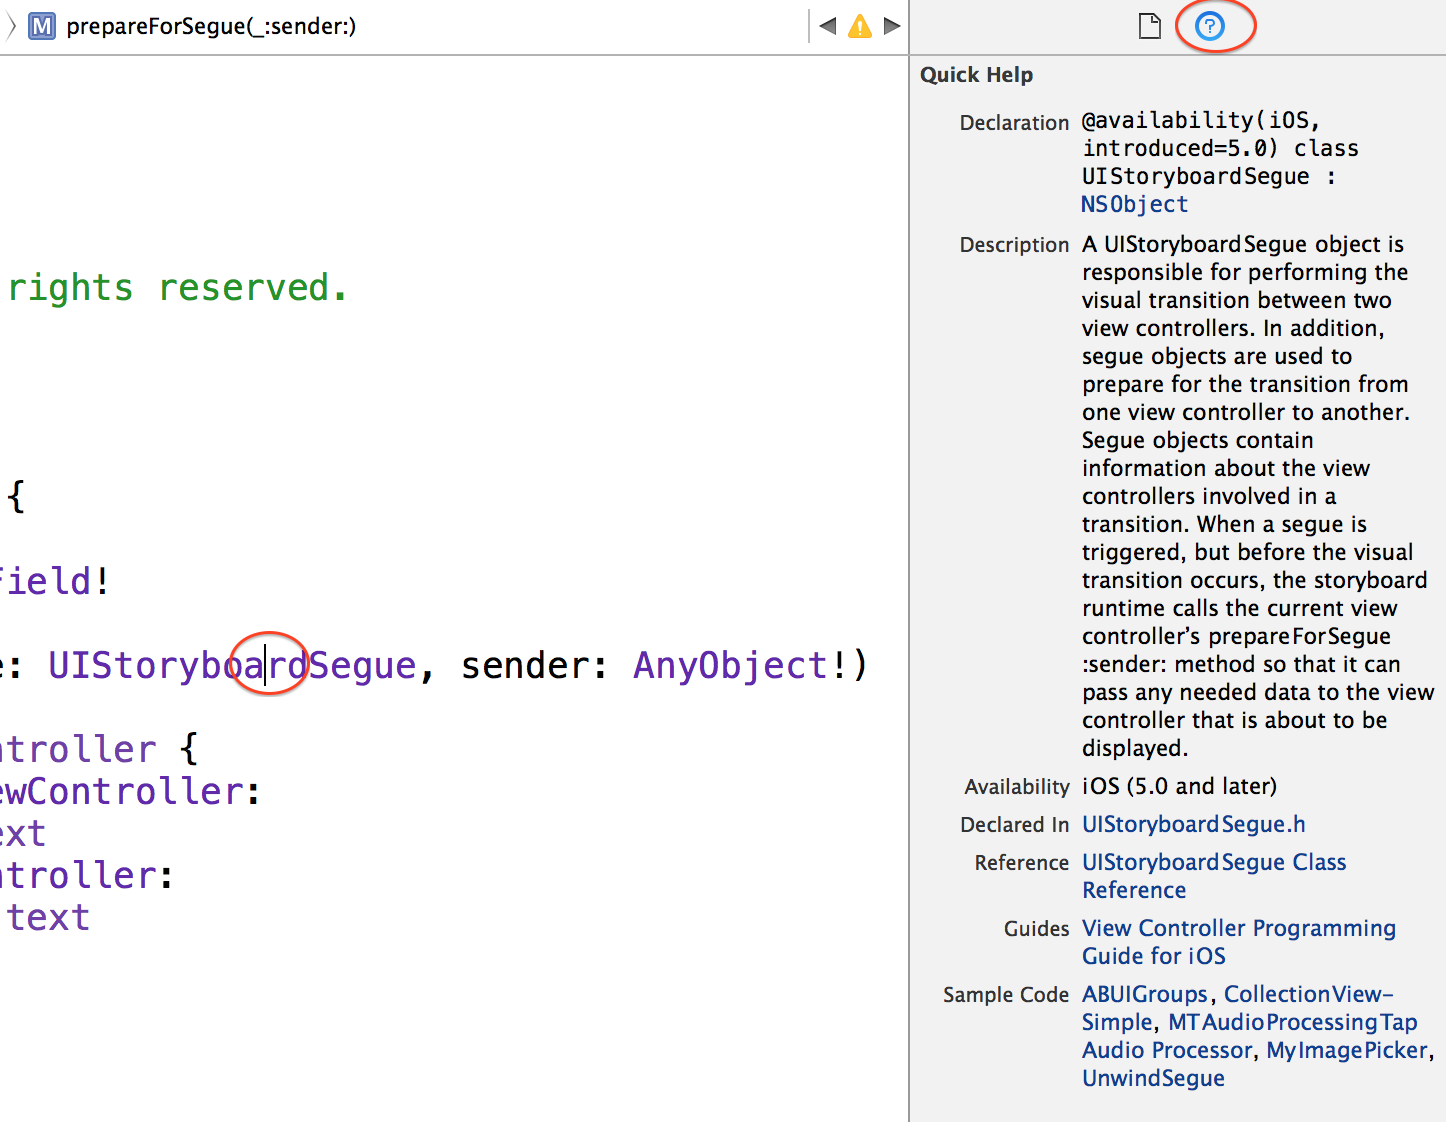 M prepareForSegue(_:sender:)
?
rights reserved.
{
Field!
e: UIStoryboardSegue, sender: AnyObject!)
ntroller {
ewController:
ext
ntroller:
text
Quick Help
Declaration @availability(iOS,
introduced=5.0) class
UIStoryboardSegue :
NSObject
Description A UIStoryboardSegue object is
responsible for performing the
visual transition between two
view controllers. In addition,
segue objects are used to
prepare for the transition from
one view controller to another.
Segue objects contain
information about the view
controllers involved in a
transition. When a segue is
triggered, but before the visual
transition occurs, the storyboard
runtime calls the current view
controller’s prepareForSegue
:sender: method so that it can
pass any needed data to the view
controller that is about to be
displayed.
Availability iOS (5.0 and later)
Declared In UIStoryboardSegue.h
Reference UIStoryboardSegue Class
Reference
Guides View Controller Programming
Guide for iOS
Sample Code ABUIGroups, CollectionView-
Simple, MTAudioProcessingTap
Audio Processor, MyImagePicker,
UnwindSegue